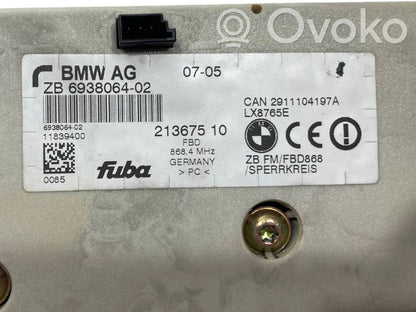 Ovoko
BMW AG 07-05
ZB 6938064-02
CAN 2911104197A
LX8765E
6938064-02
11839400
213675 10
FBD
868,4 MHz
GERMANY
> PC <
0085
fuba
BMW
ZB FM/FBD868
/SPERRKREIS